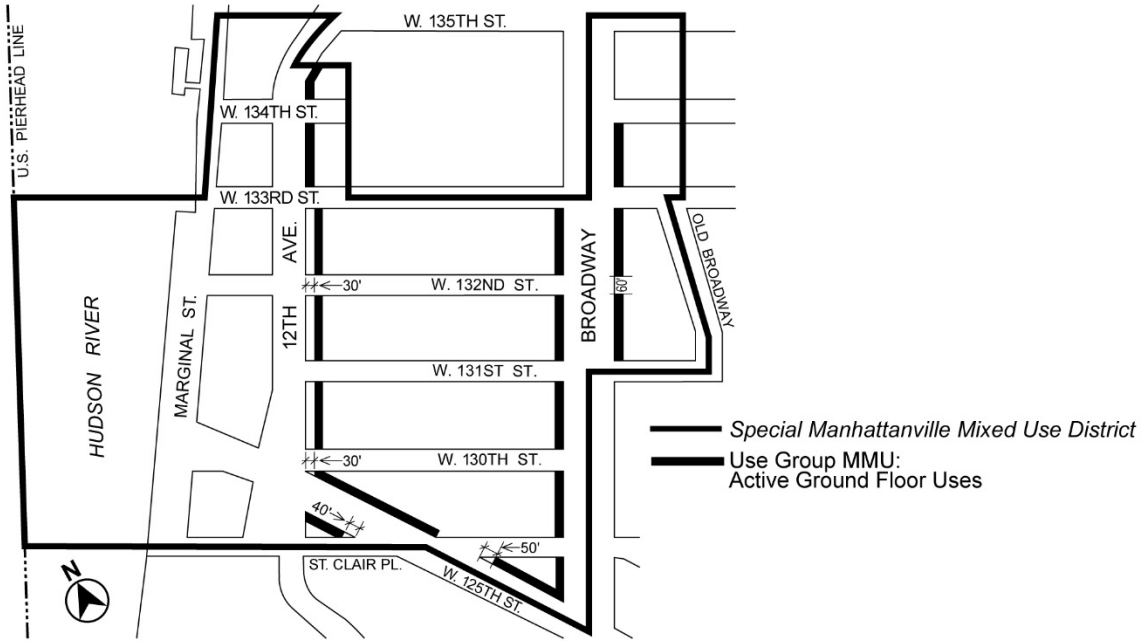 W. 135TH ST.
U.S. PIERHEAD LINE
W. 134TH ST.
W. 133RD ST.
OLD BROADWAY
12TH AVE.
BROADWAY
30'
W. 132ND ST.
60'
HUDSON RIVER
MARGINAL ST.
W. 131ST ST.
Special Manhattanville Mixed Use District
Use Group MMU:
Active Ground Floor Uses
30'
W. 130TH ST.
40'
50'
ST. CLAIR PL.
W. 125TH ST.
N